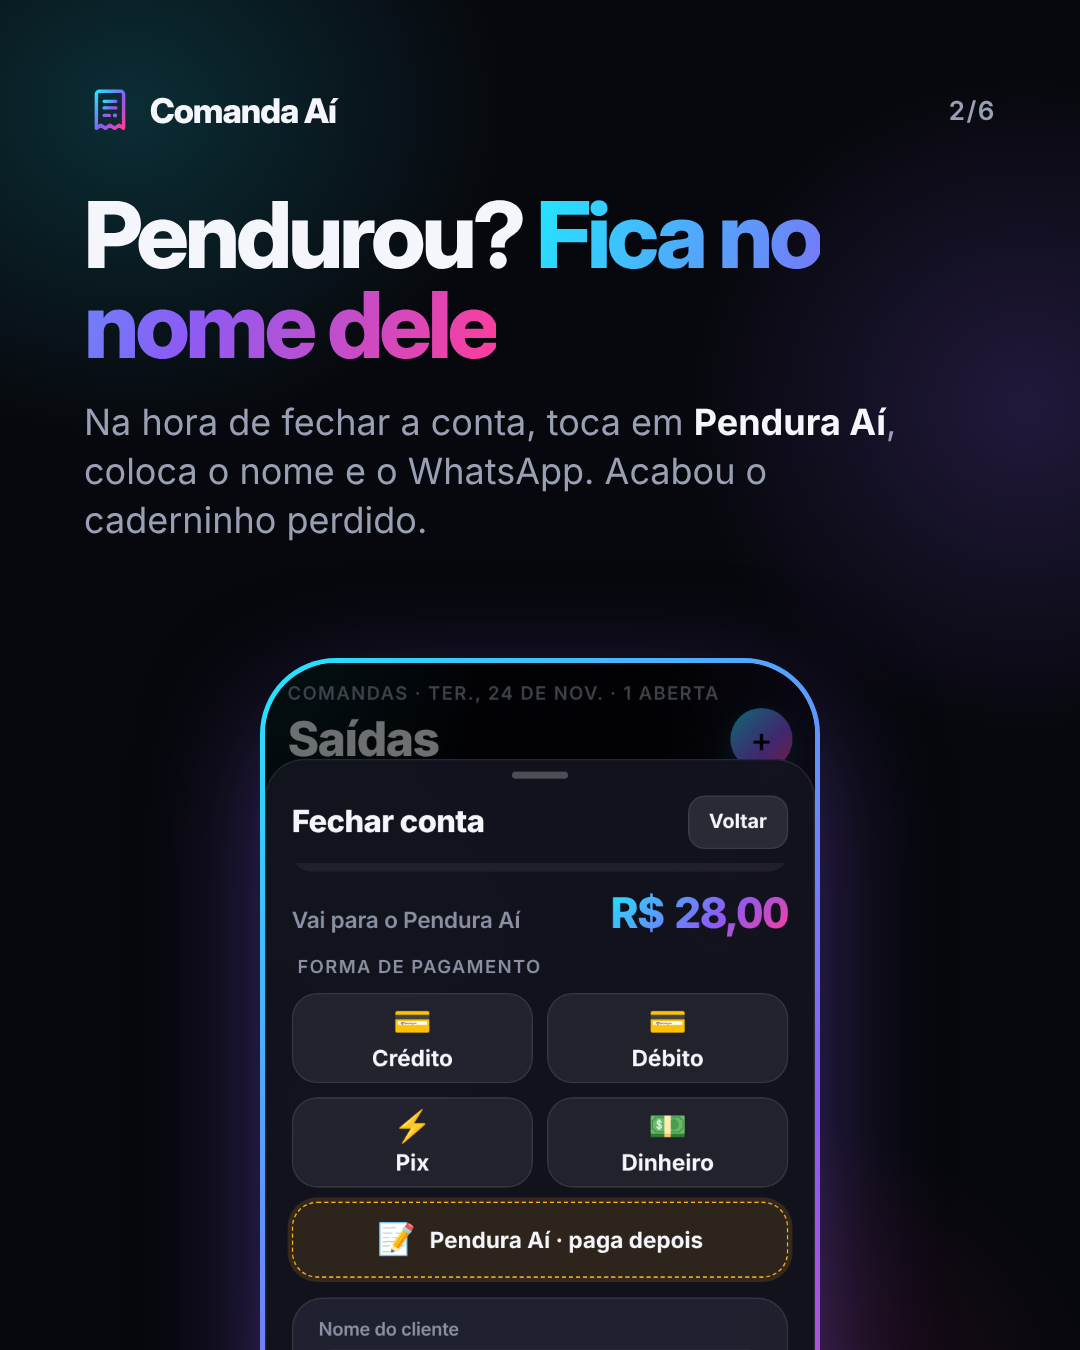 Comanda Aí
2/6
Pendurou? Fica no
nome dele
Na hora de fechar a conta, toca em Pendura Aí,
coloca o nome e o WhatsApp. Acabou o
caderninho perdido.
COMANDAS · TER., 24 DE NOV. · 1 ABERTA
Saídas
+
Fechar conta
Voltar
Vai para o Pendura Aí
R$ 28,00
FORMA DE PAGAMENTO
Crédito
Débito
Pix
Dinheiro
Pendura Aí · paga depois
Nome do cliente